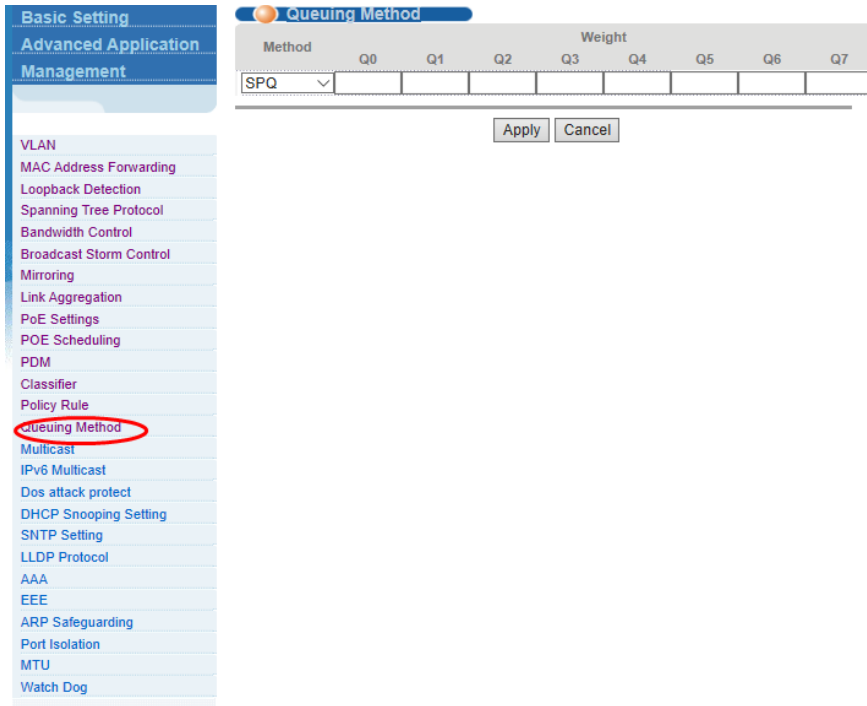 Basic Setting
Advanced Application
Management
Queuing Method
Method
Weight
Q0 Q1 Q2 Q3 Q4 Q5 Q6 Q7
SPQ
Apply Cancel
VLAN
MAC Address Forwarding
Loopback Detection
Spanning Tree Protocol
Bandwidth Control
Broadcast Storm Control
Mirroring
Link Aggregation
PoE Settings
POE Scheduling
PDM
Classifier
Policy Rule
Queuing Method
Multicast
IPv6 Multicast
Dos attack protect
DHCP Snooping Setting
SNTP Setting
LLDP Protocol
AAA
EEE
ARP Safeguarding
Port Isolation
MTU
Watch Dog